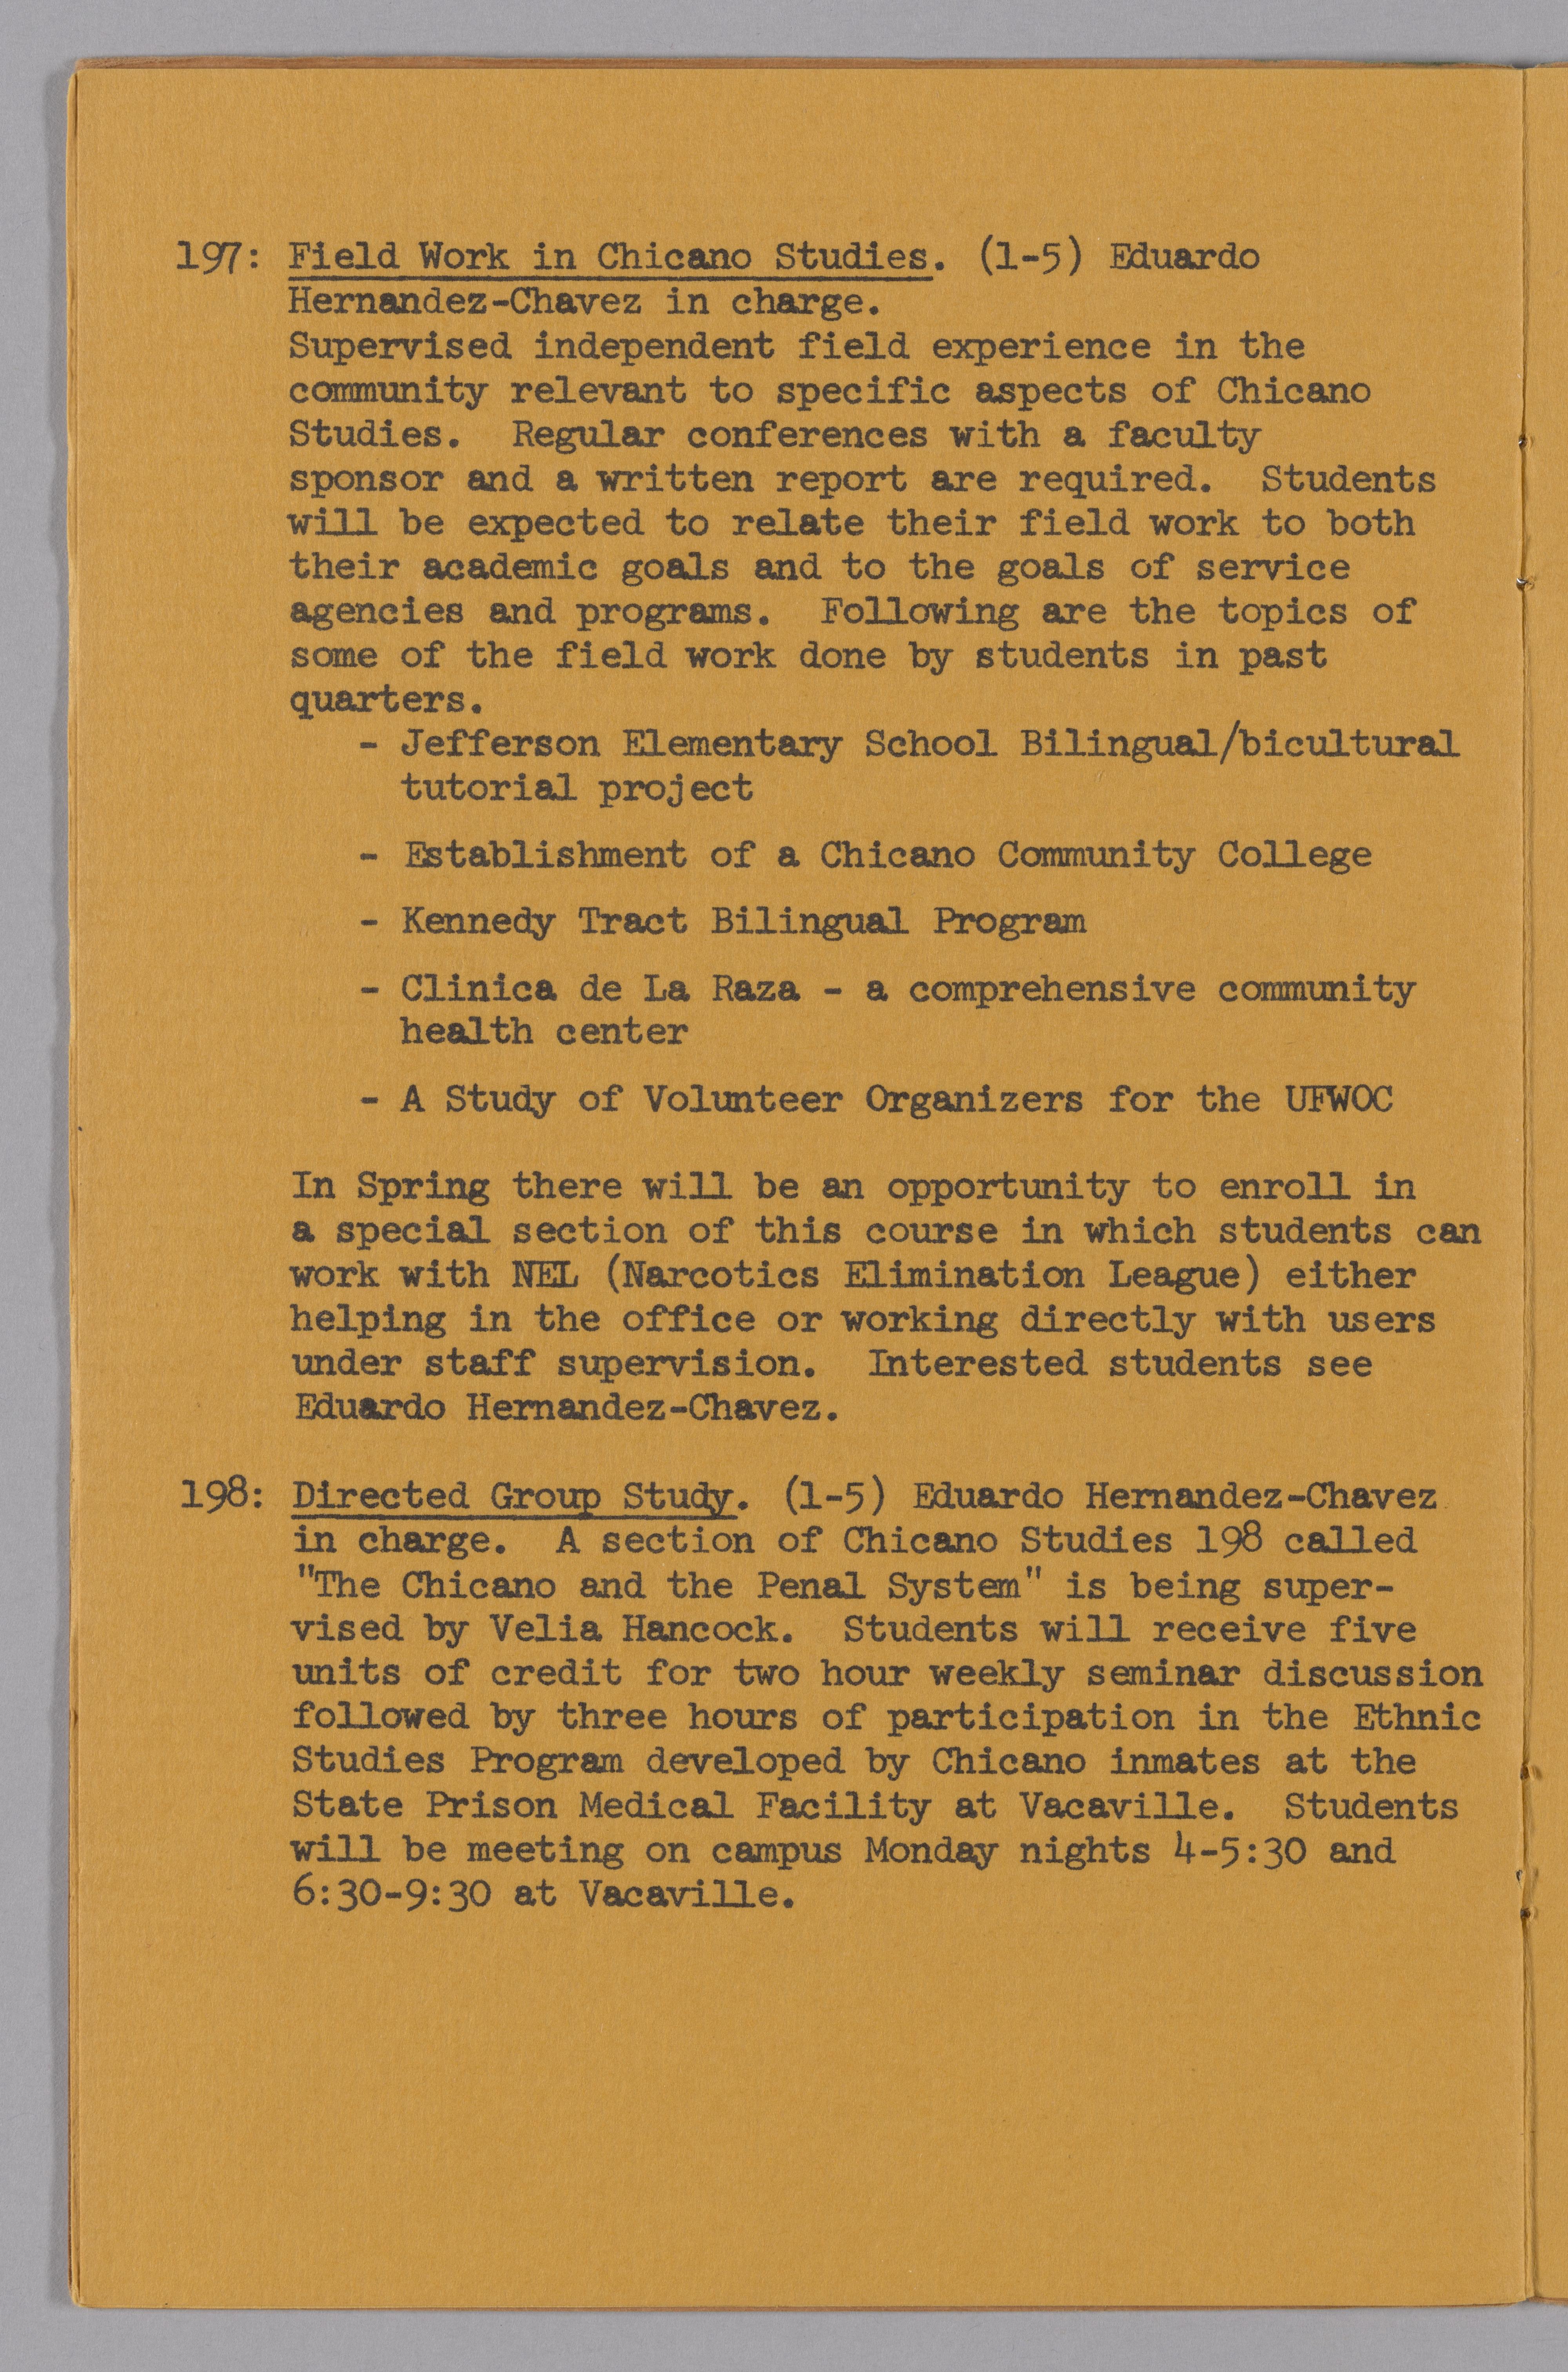 197: Field Work in Chicano Studies. (1-5) Eduardo
Hernandez-Chavez in charge.
Supervised independent field experience in the
community relevant to specific aspects of Chicano
Studies. Regular conferences with a faculty
sponsor and a written report are required. Students
will be expected to relate their field work to both
their academic goals and to the goals of service
agencies and programs. Following are the topics of
some of the field work done by students in past
quarters.
- Jefferson Elementary School Bilingual/bicultural
tutorial project
- Establishment of a Chicano Community College
- Kennedy Tract Bilingual Program
- Clinica de La Raza - a comprehensive community
health center
- A Study of Volunteer Organizers for the UFWOC
In Spring there will be an opportunity to enroll in
a special section of this course in which students can
work with NEL (Narcotics Elimination League) either
helping in the office or working directly with users
under staff supervision. Interested students see
Eduardo Hernandez-Chavez.
198: Directed Group Study. (1-5) Eduardo Hernandez-Chavez
in charge. A section of Chicano Studies 198 called
"The Chicano and the Penal System" is being super-
vised by Velia Hancock. Students will receive five
units of credit for two hour weekly seminar discussion
followed by three hours of participation in the Ethnic
Studies Program developed by Chicano inmates at the
State Prison Medical Facility at Vacaville. Students
will be meeting on campus Monday nights 4-5:30 and
6:30-9:30 at Vacaville.